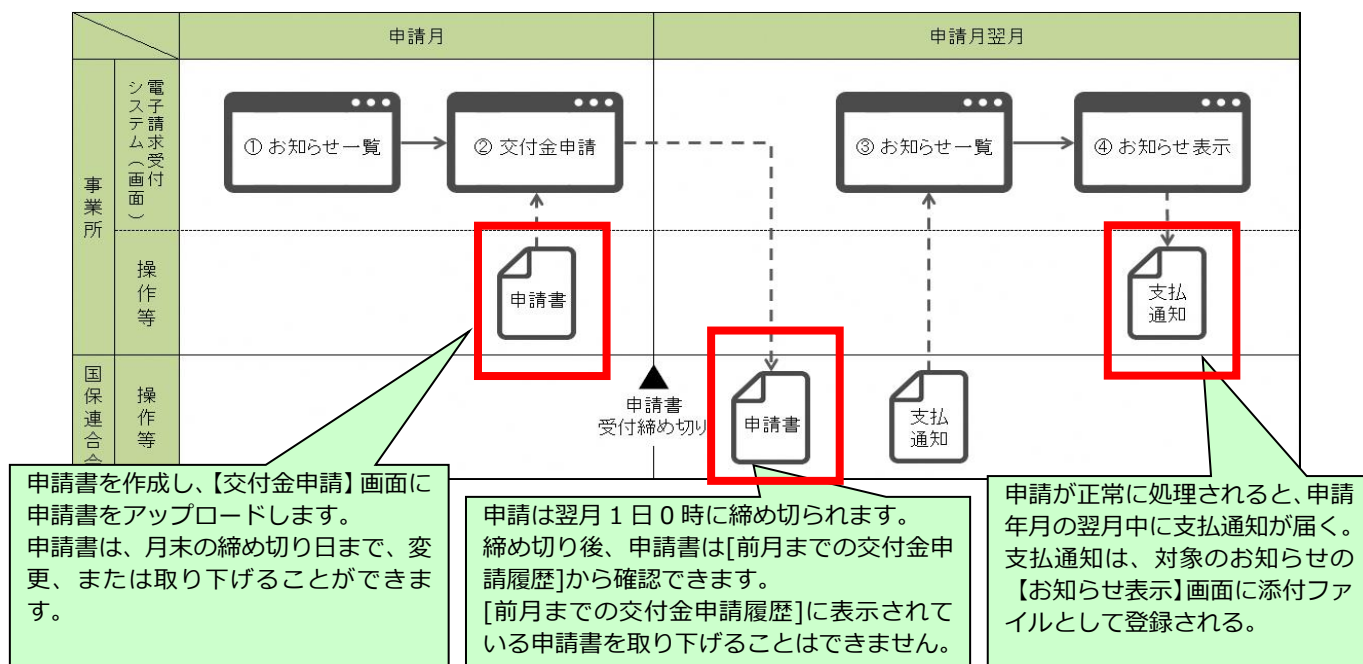 申請月
申請月翌月
事業所
電子請求受付
システム（画面）
① お知らせ一覧
② 交付金申請
③ お知らせ一覧
④ お知らせ表示
操作等
申請書
支払
通知
国保連合会
操作等
申請書
受付締め切り
申請書
支払
通知
申請書を作成し、【交付金申請】画面に
申請書をアップロードします。
申請書は、月末の締め切り日まで、変
更、または取り下げることができま
す。
申請は翌月１日０時に締め切られます。
締め切り後、申請書は[前月までの交付金申
請履歴]から確認できます。
[前月までの交付金申請履歴]に表示されて
いる申請書を取り下げることはできません。
申請が正常に処理されると、申請
年月の翌月中に支払通知が届く。
支払通知は、対象のお知らせの
【お知らせ表示】画面に添付ファ
イルとして登録される。